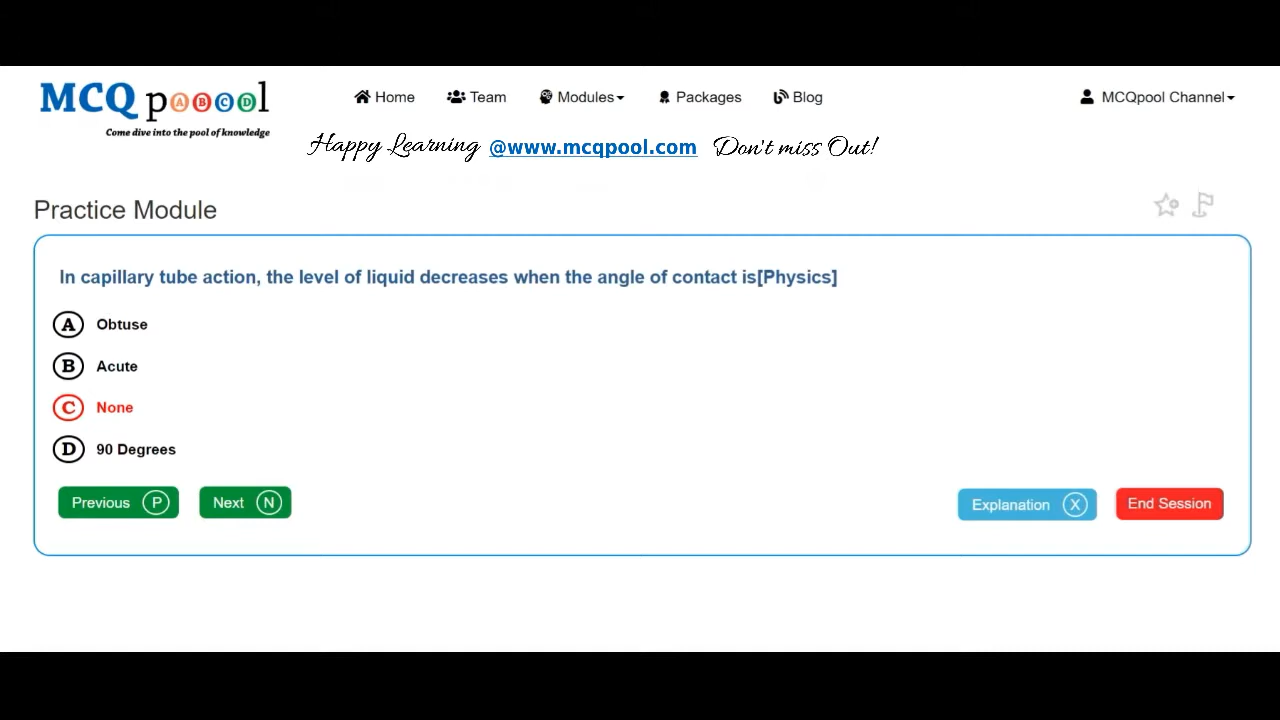 MCQ pooool
Come dive into the pool of knowledge
Home Team Modules Packages Blog MCQpool Channel
Happy Learning @www.mcqpool.com Don't miss Out!
Practice Module
In capillary tube action, the level of liquid decreases when the angle of contact is[Physics]
A Obtuse
B Acute
C None
D 90 Degrees
Previous P Next N Explanation X End Session